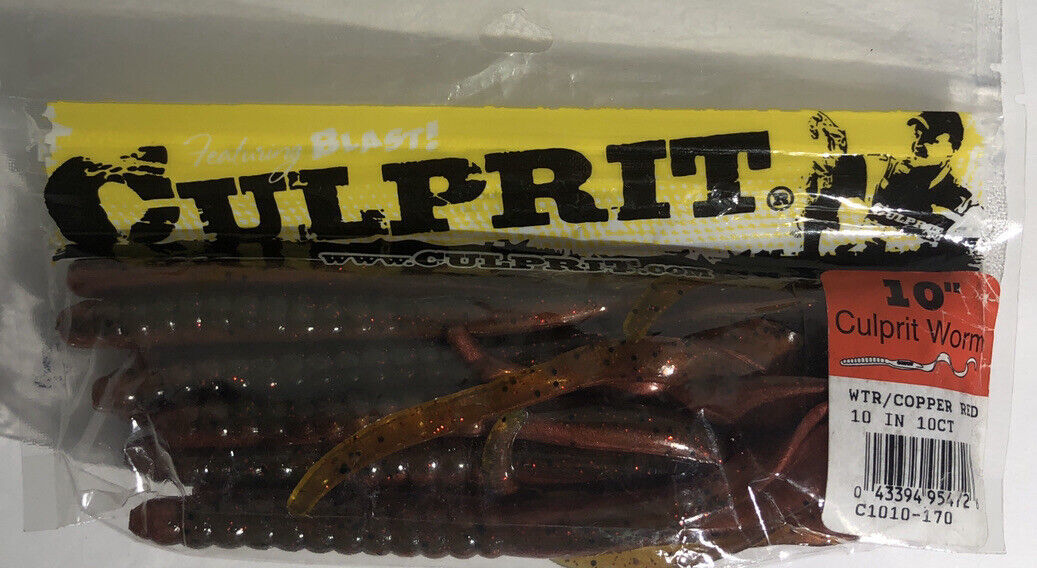 Featuring BLAST!
CULPRIT®
CULPRIT
www.CULPRIT.com
10"
Culprit Worm
WTR/COPPER RED
10 IN 10CT
0 43394 95472
C1010-170